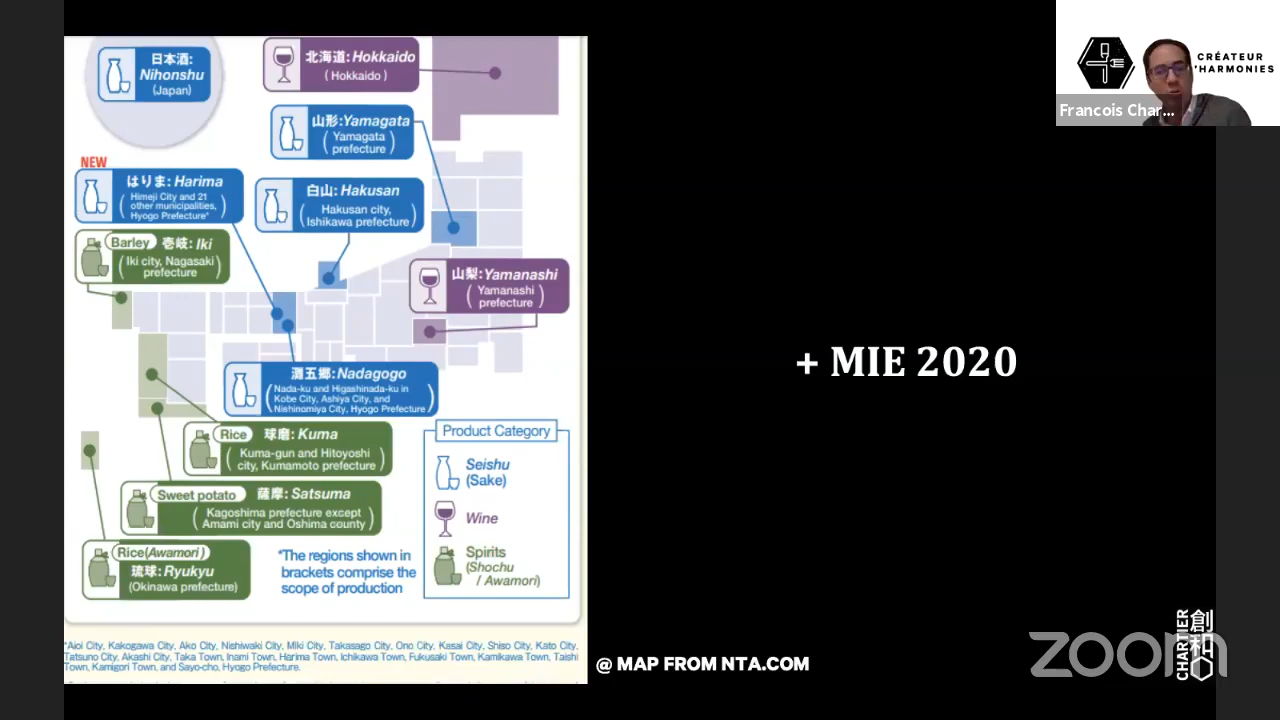 日本酒:
Nihonshu
(Japan)
北海道: Hokkaido
(Hokkaido)
山形:Yamagata
(Yamagata
prefecture)
NEW
はりま: Harima
(Himeji City and 21
other municipalities,
Hyogo Prefecture*)
白山: Hakusan
(Hakusan city,
Ishikawa prefecture)
Barley 壱岐: Iki
(Iki city, Nagasaki
prefecture)
山梨: Yamanashi
(Yamanashi
prefecture)
灘五郷: Nadagogo
(Nada-ku and Higashinada-ku in
Kobe City, Ashiya City, and
Nishinomiya City, Hyogo Prefecture)
Rice 球磨: Kuma
(Kuma-gun and Hitoyoshi
city, Kumamoto prefecture)
Sweet potato 薩摩: Satsuma
(Kagoshima prefecture except
Amami city and Oshima county)
Rice(Awamori)
琉球: Ryukyu
(Okinawa prefecture)
*The regions shown in
brackets comprise the
scope of production
Product Category
Seishu
(Sake)
Wine
Spirits
(Shochu
/ Awamori)
*Aioi City, Kakogawa City, Ako City, Nishiwaki City, Miki City, Takasago City, Ono City, Kasai City, Shiso City, Kato City,
Tatsuno City, Akashi City, Taka Town, Inami Town, Harima Town, Ichikawa Town, Fukusaki Town, Kamikawa Town, Taishi
Town, Kamigori Town, and Sayo-cho, Hyogo Prefecture.
+ MIE 2020
@ MAP FROM NTA.COM
CRÉATEUR
'HARMONIES
Francois Char...
CHARTIER
創和
zoom